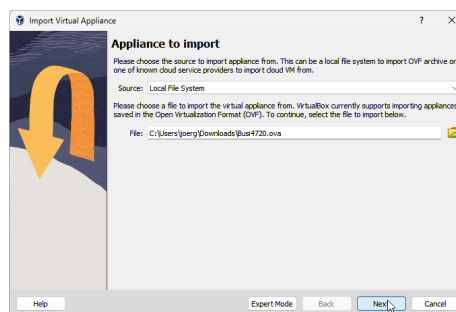 Import Virtual Appliance
Appliance to import
Please choose the source to import appliance from. This can be a local file system to import OVF archive or
one of known cloud service providers to import cloud VM from.
Source: Local File System
Please choose a file to import the virtual appliance from. VirtualBox currently supports importing appliances
saved in the Open Virtualization Format (OVF). To continue, select the file to import below.
File: C:\Users\joerg\Downloads\Busi4720.ova
Help Expert Mode Back Next Cancel